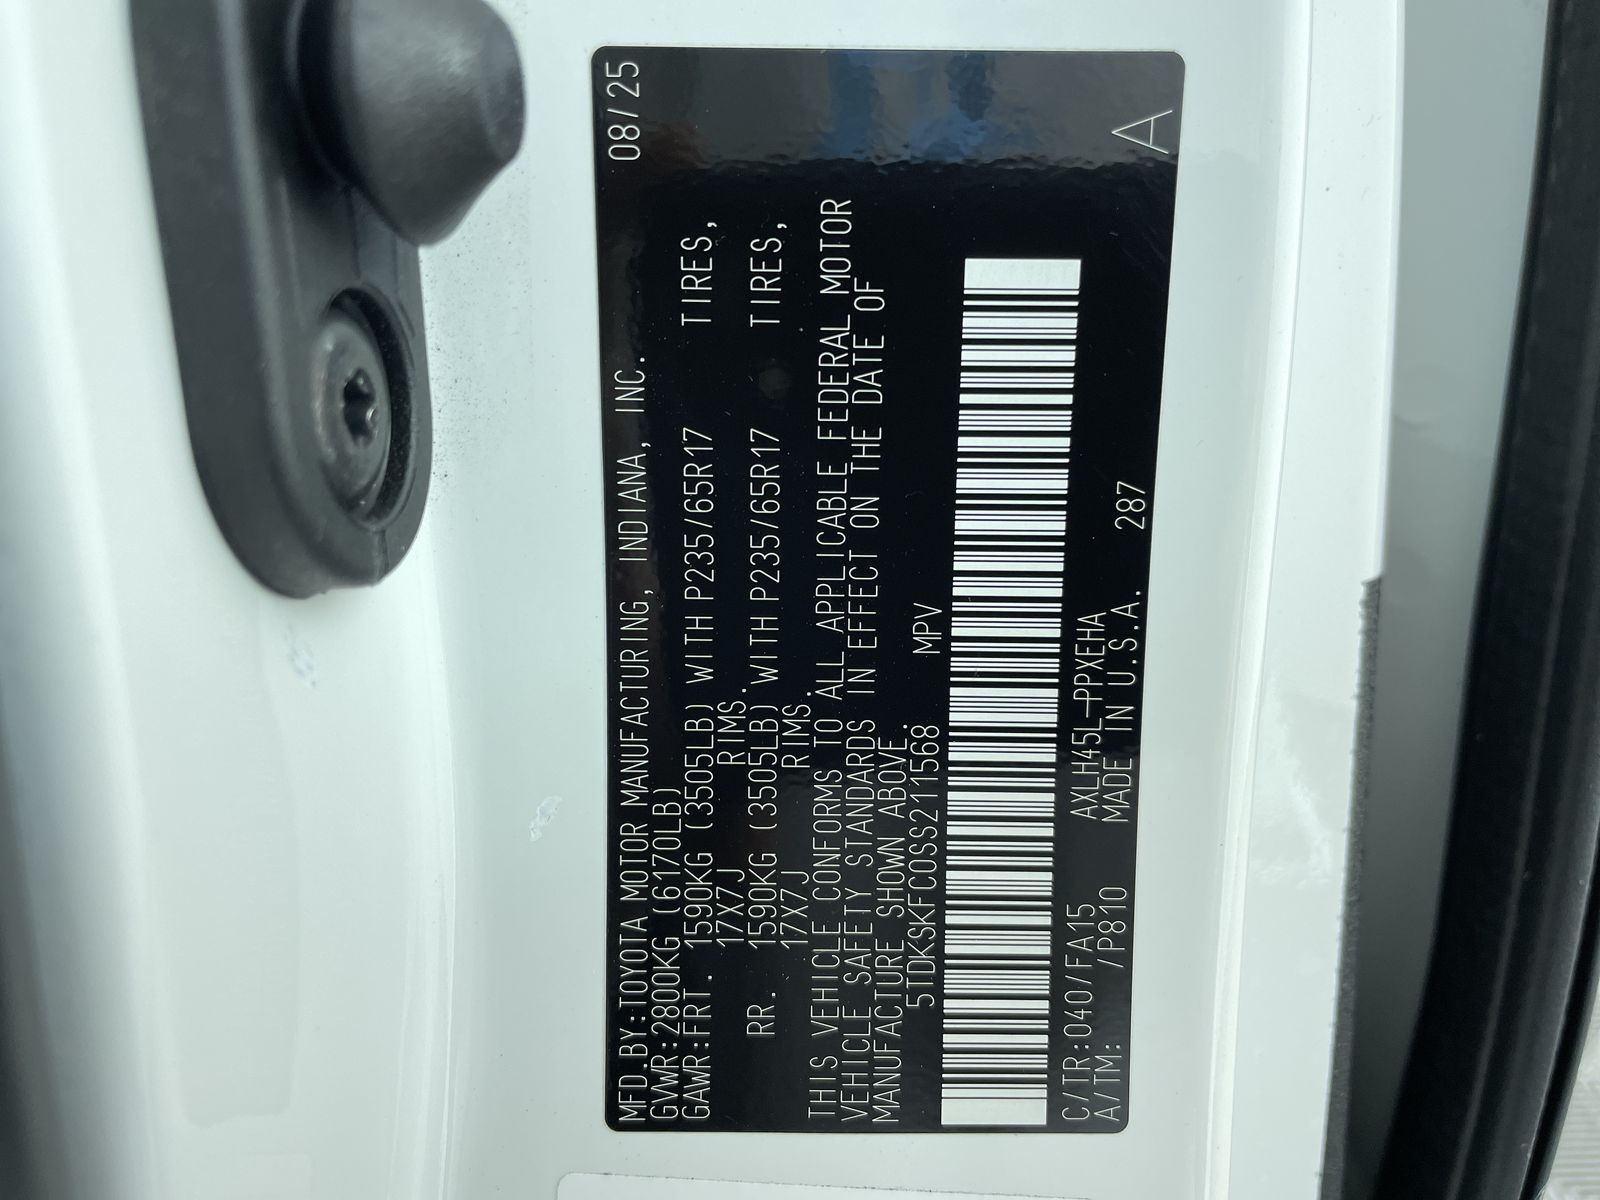 MFD.BY:TOYOTA MOTOR MANUFACTURING, INDIANA, INC. 08/25
GVWR:2800KG (6170LB)
GAWR:FRT. 1590KG (3505LB) WITH P235/65R17 TIRES,
17X7J RIMS.
RR. 1590KG (3505LB) WITH P235/65R17 TIRES,
17X7J RIMS.
THIS VEHICLE CONFORMS TO ALL APPLICABLE FEDERAL MOTOR
VEHICLE SAFETY STANDARDS IN EFFECT ON THE DATE OF
MANUFACTURE SHOWN ABOVE.
5TDKSKFC0SS211568 MPV
C/TR:040/FA15 AXLH45L-PPXEHA
A/TM: /P810 MADE IN U.S.A. 287 A